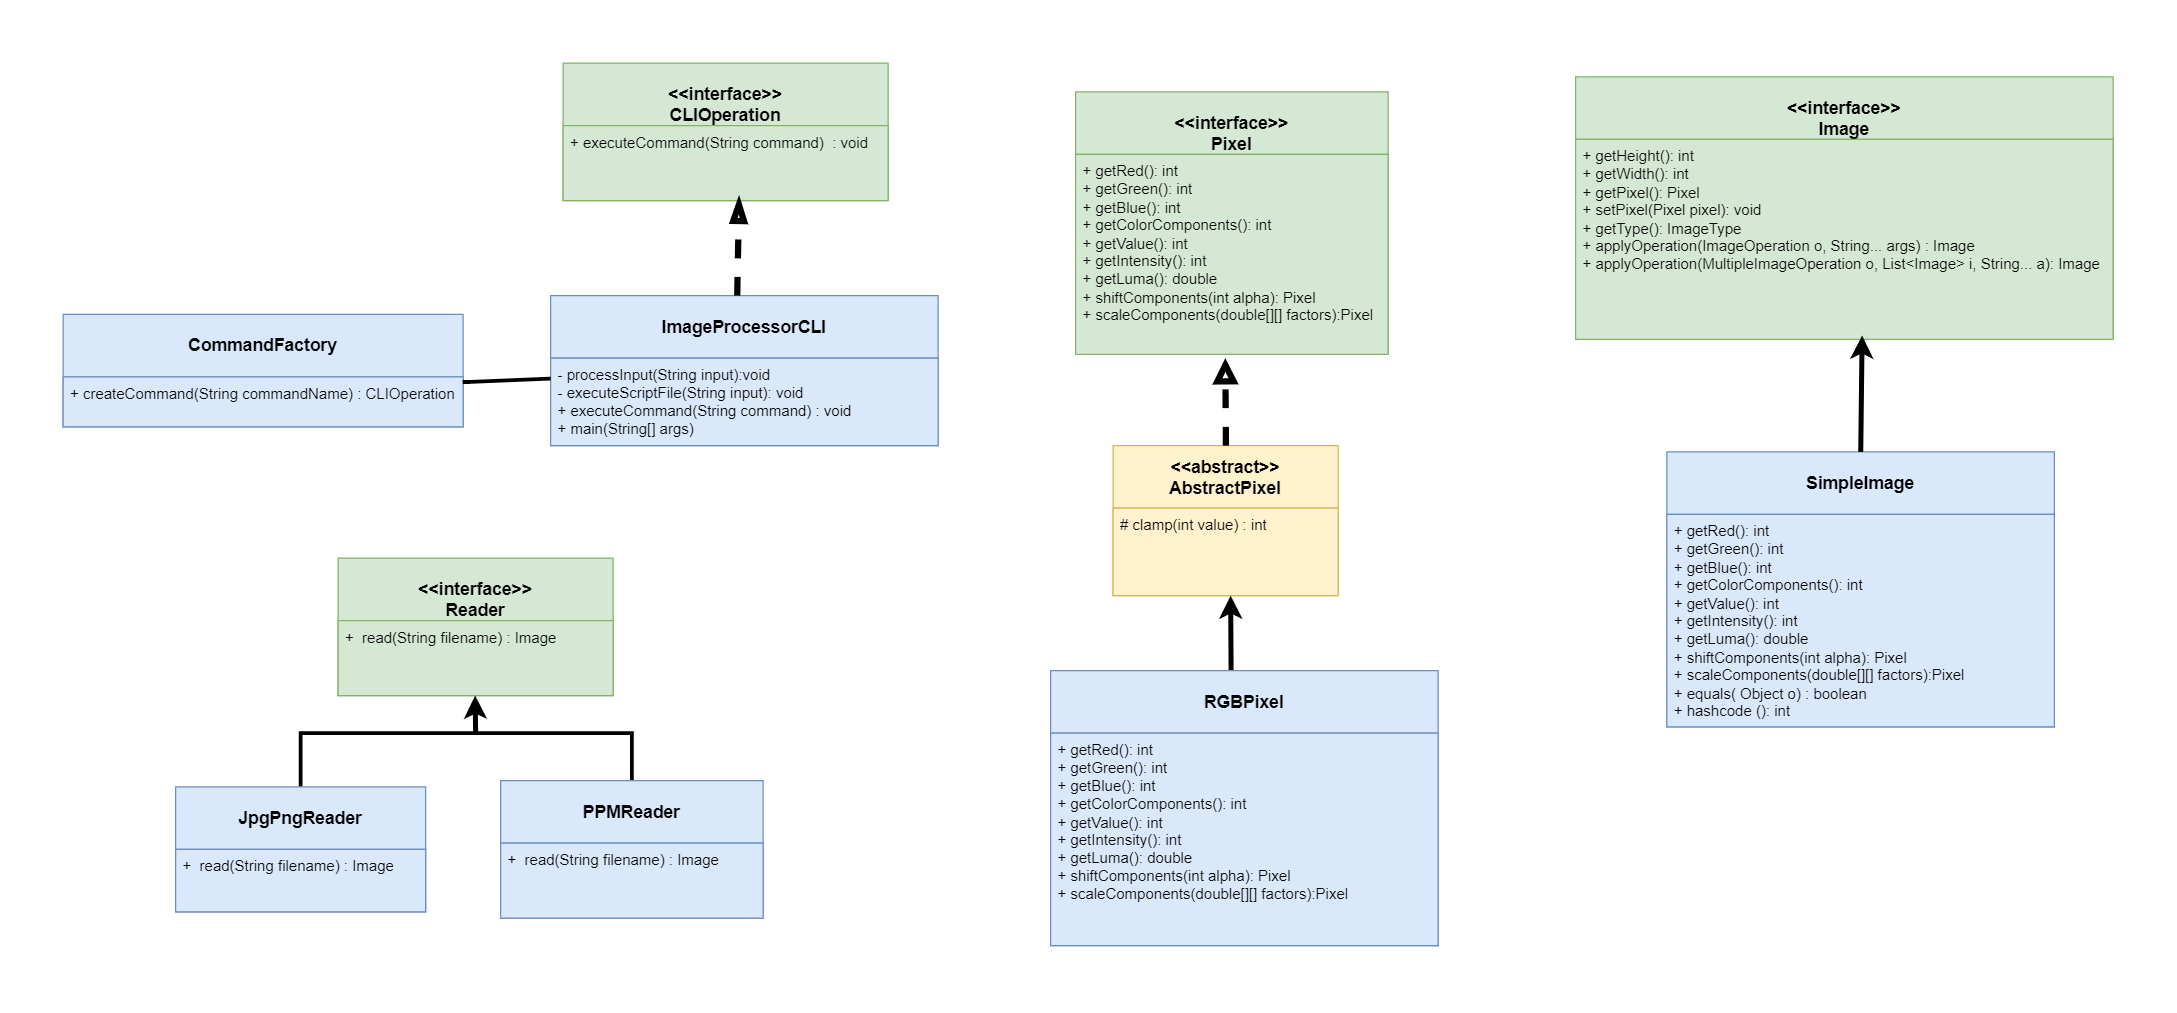 <<interface>>
CLIOperation
+ executeCommand(String command)  : void
CommandFactory
+ createCommand(String commandName) : CLIOperation
ImageProcessorCLI
- processInput(String input):void
- executeScriptFile(String input): void
+ executeCommand(String command) : void
+ main(String[] args)
<<interface>>
Reader
+  read(String filename) : Image
JpgPngReader
+  read(String filename) : Image
PPMReader
+  read(String filename) : Image
<<interface>>
Pixel
+ getRed(): int
+ getGreen(): int
+ getBlue(): int
+ getColorComponents(): int
+ getValue(): int
+ getIntensity(): int
+ getLuma(): double
+ shiftComponents(int alpha): Pixel
+ scaleComponents(double[][] factors):Pixel
<<abstract>>
AbstractPixel
# clamp(int value) : int
RGBPixel
+ getRed(): int
+ getGreen(): int
+ getBlue(): int
+ getColorComponents(): int
+ getValue(): int
+ getIntensity(): int
+ getLuma(): double
+ shiftComponents(int alpha): Pixel
+ scaleComponents(double[][] factors):Pixel
<<interface>>
Image
+ getHeight(): int
+ getWidth(): int
+ getPixel(): Pixel
+ setPixel(Pixel pixel): void
+ getType(): ImageType
+ applyOperation(ImageOperation o, String... args) : Image
+ applyOperation(MultipleImageOperation o, List<Image> i, String... a): Image
SimpleImage
+ getRed(): int
+ getGreen(): int
+ getBlue(): int
+ getColorComponents(): int
+ getValue(): int
+ getIntensity(): int
+ getLuma(): double
+ shiftComponents(int alpha): Pixel
+ scaleComponents(double[][] factors):Pixel
+ equals( Object o) : boolean
+ hashcode (): int